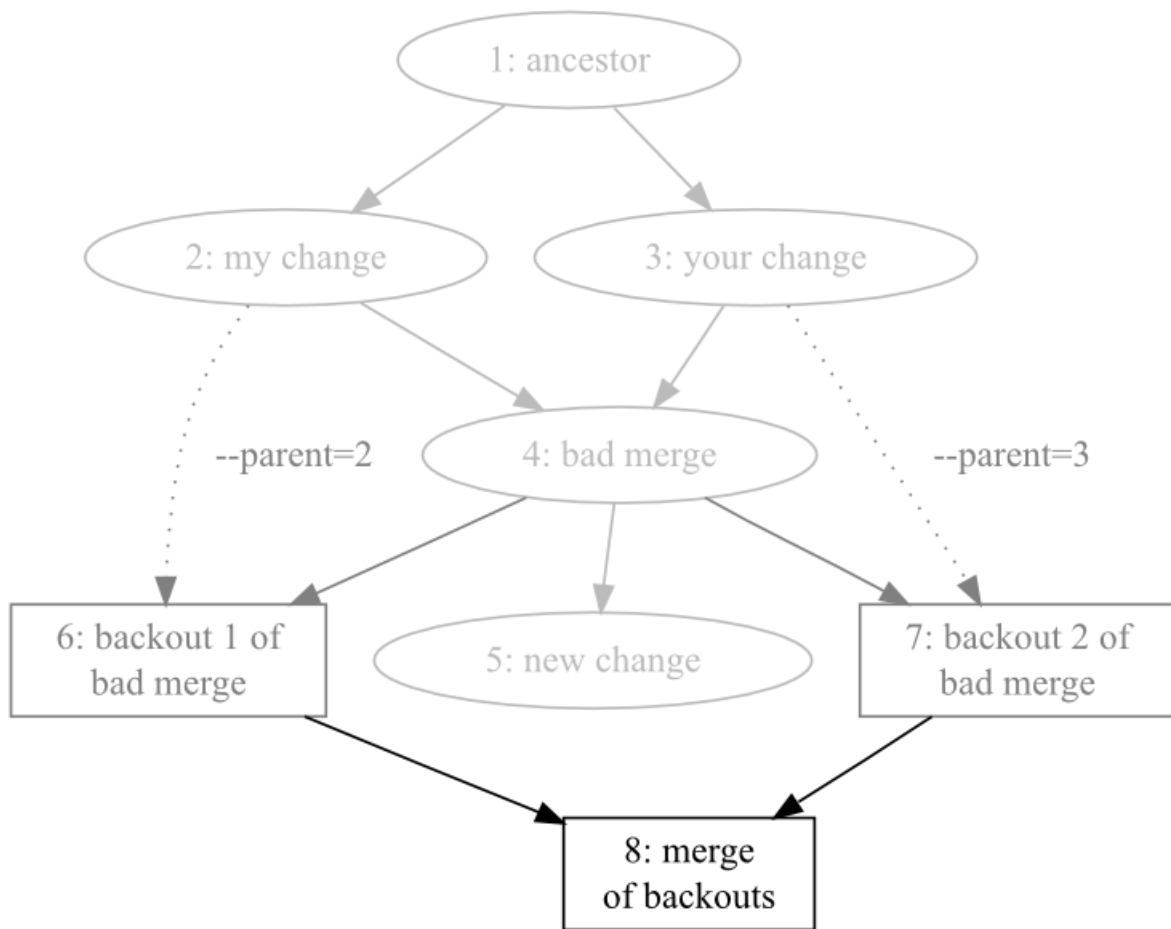 1: ancestor
2: my change
3: your change
--parent=2
4: bad merge
--parent=3
6: backout 1 of
bad merge
5: new change
7: backout 2 of
bad merge
8: merge
of backouts